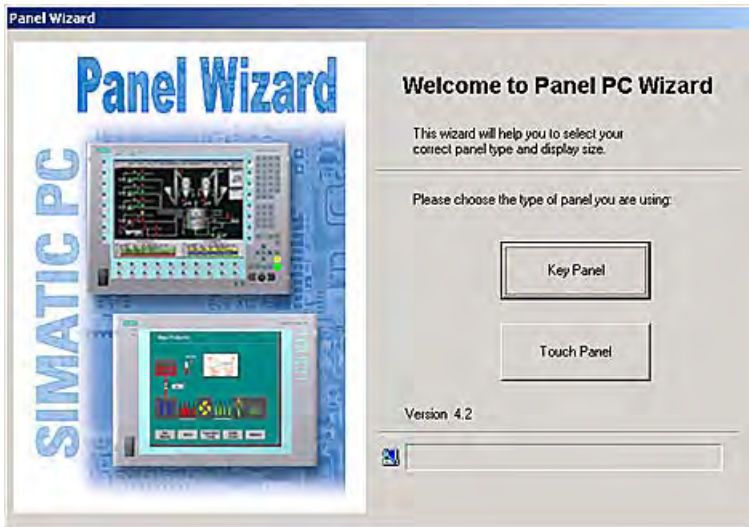 Panel Wizard
Panel Wizard
SIMATIC PC
Welcome to Panel PC Wizard
This wizard will help you to select your
correct panel type and display size.
Please choose the type of panel you are using:
Key Panel
Touch Panel
Version 4.2